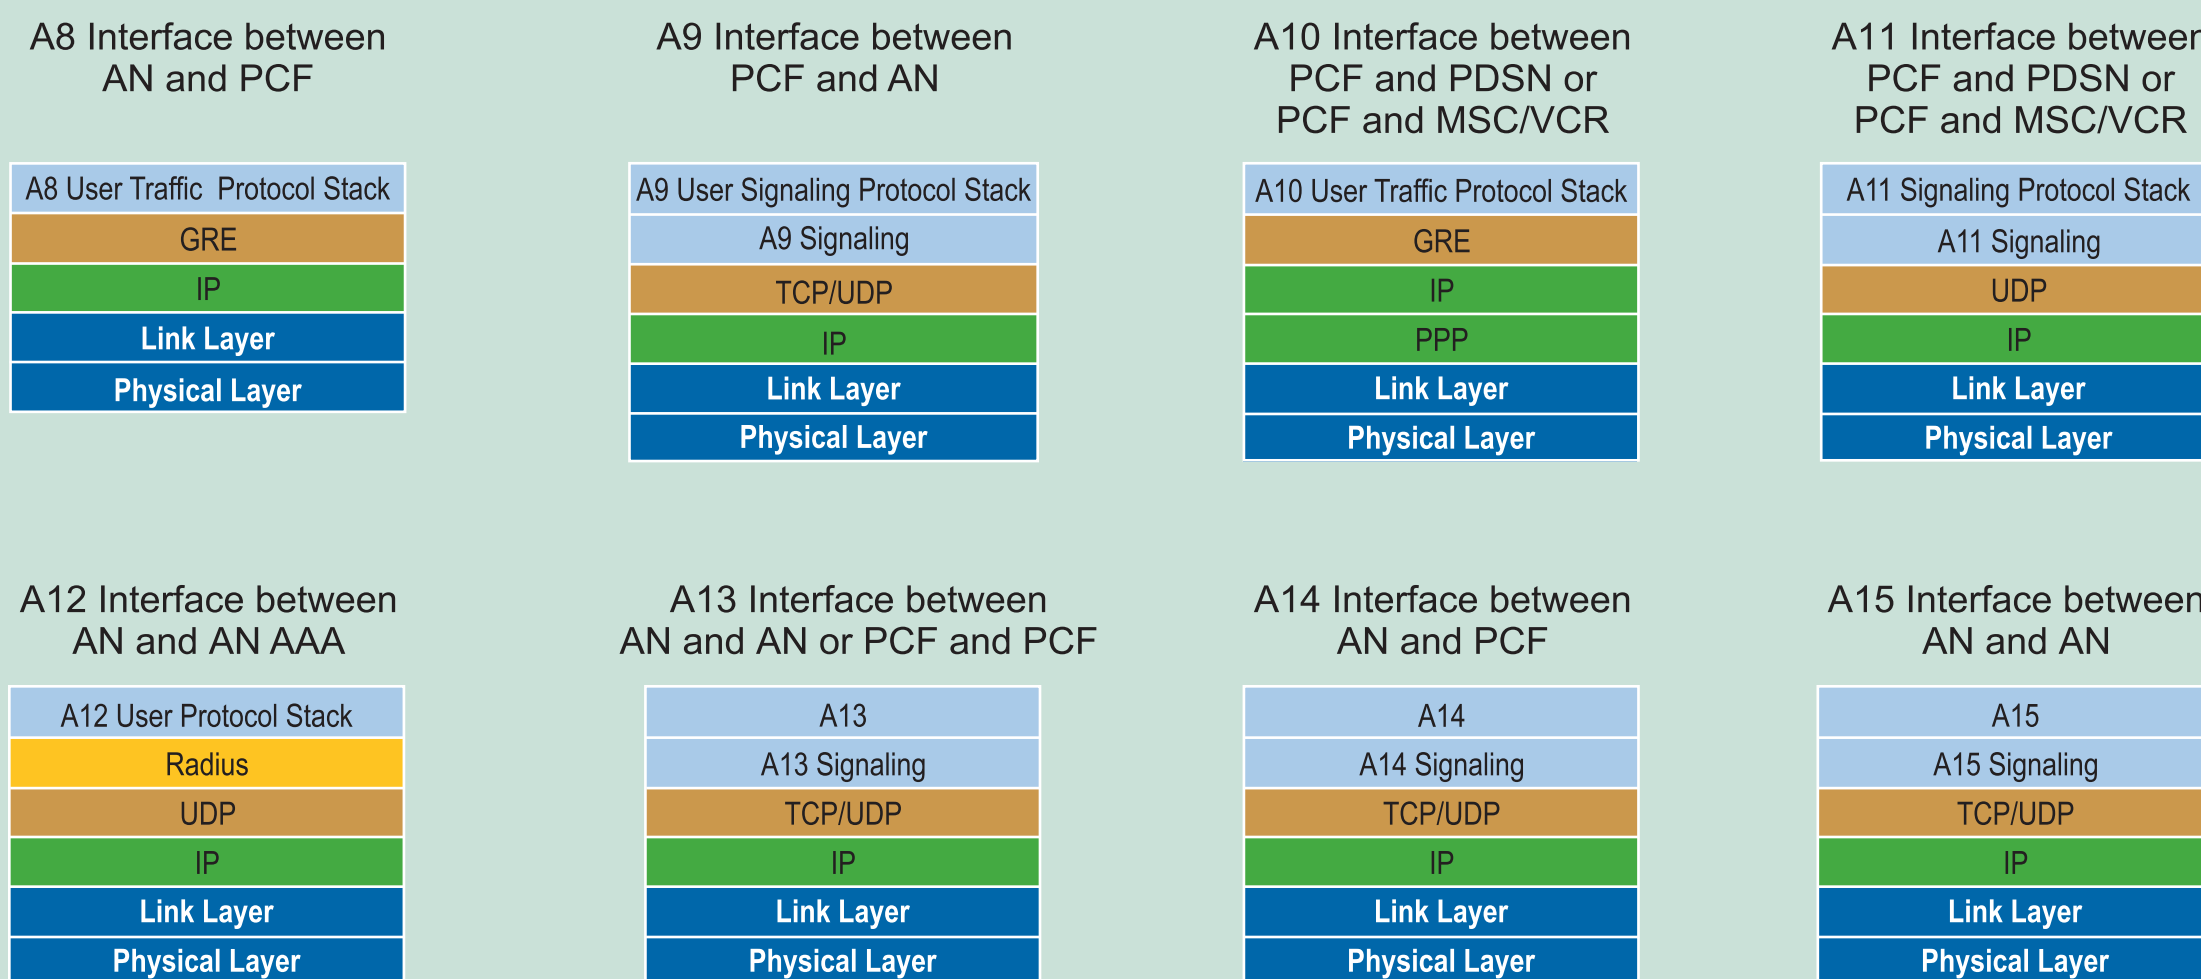 A8 Interface between
AN and PCF
A8 User Traffic  Protocol Stack
GRE
IP
Link Layer
Physical Layer
A9 Interface between
PCF and AN
A9 User Signaling Protocol Stack
A9 Signaling
TCP/UDP
IP
Link Layer
Physical Layer
A10 Interface between
PCF and PDSN or
PCF and MSC/VCR
A10 User Traffic Protocol Stack
GRE
IP
PPP
Link Layer
Physical Layer
A11 Interface between
PCF and PDSN or
PCF and MSC/VCR
A11 Signaling Protocol Stack
A11 Signaling
UDP
IP
Link Layer
Physical Layer
A12 Interface between
AN and AN AAA
A12 User Protocol Stack
Radius
UDP
IP
Link Layer
Physical Layer
A13 Interface between
AN and AN or PCF and PCF
A13
A13 Signaling
TCP/UDP
IP
Link Layer
Physical Layer
A14 Interface between
AN and PCF
A14
A14 Signaling
TCP/UDP
IP
Link Layer
Physical Layer
A15 Interface between
AN and AN
A15
A15 Signaling
TCP/UDP
IP
Link Layer
Physical Layer